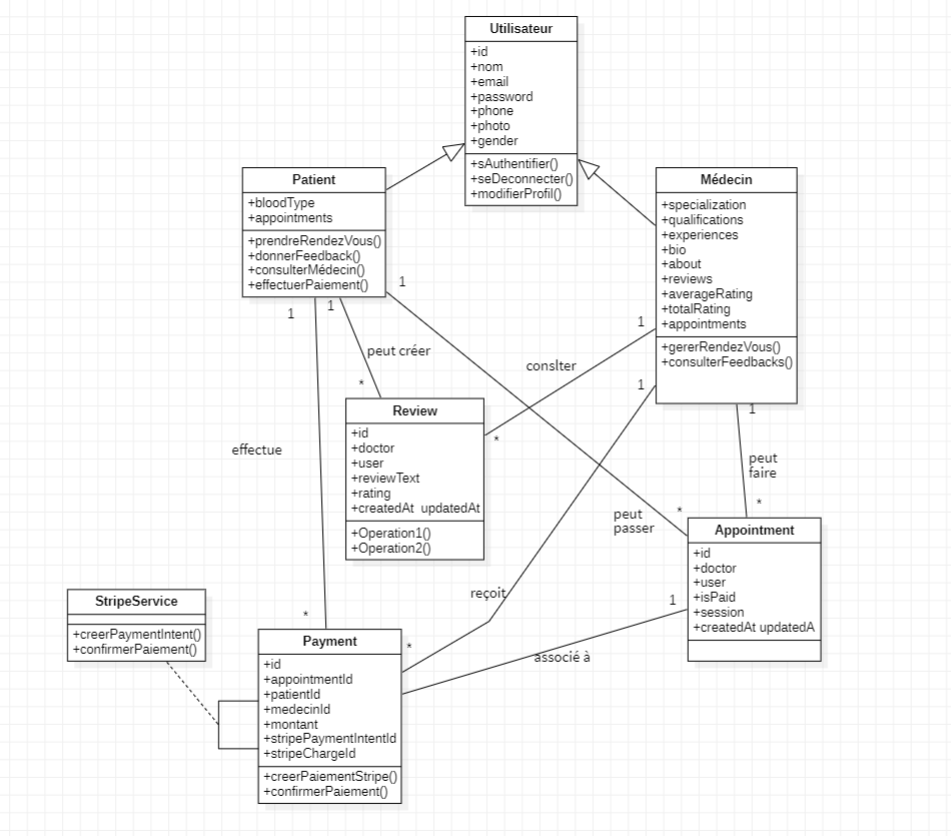 Utilisateur
+id
+nom
+email
+password
+phone
+photo
+gender
+sAuthentifier()
+seDeconnecter()
+modifierProfil()
Patient
+bloodType
+appointments
+prendreRendezVous()
+donnerFeedback()
+consulterMédecin()
+effectuerPaiement()
Médecin
+specialization
+qualifications
+experiences
+bio
+about
+reviews
+averageRating
+totalRating
+appointments
+gererRendezVous()
+consulterFeedbacks()
1
1
1
1
1
1
peut créer
conslter
*
*
effectue
Review
+id
+doctor
+user
+reviewText
+rating
+createdAt updatedAt
+Operation1()
+Operation2()
peut
faire
*
*
peut
passer
Appointment
+id
+doctor
+user
+isPaid
+session
+createdAt updatedA
reçoit
1
associé à
StripeService
+creerPaymentIntent()
+confirmerPaiement()
*
*
Payment
+id
+appointmentId
+patientId
+medecinId
+montant
+stripePaymentIntentId
+stripeChargeId
+creerPaiementStripe()
+confirmerPaiement()